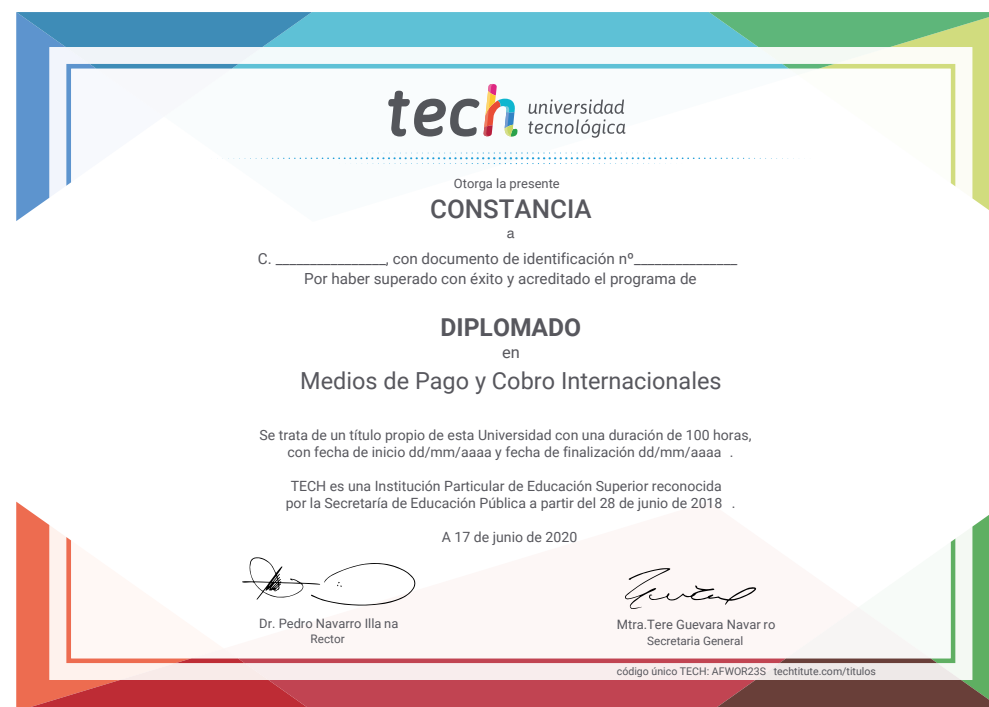 tech universidad
tecnológica
Otorga la presente
CONSTANCIA
a
C. ________________, con documento de identificación nº_______________
Por haber superado con éxito y acreditado el programa de
DIPLOMADO
en
Medios de Pago y Cobro Internacionales
Se trata de un título propio de esta Universidad con una duración de 100 horas,
con fecha de inicio dd/mm/aaaa y fecha de finalización dd/mm/aaaa .
TECH es una Institución Particular de Educación Superior reconocida
por la Secretaría de Educación Pública a partir del 28 de junio de 2018 .
A 17 de junio de 2020
Dr. Pedro Navarro Illa na
Rector
Mtra.Tere Guevara Navar ro
Secretaria General
código único TECH: AFWOR23S techtitute.com/titulos